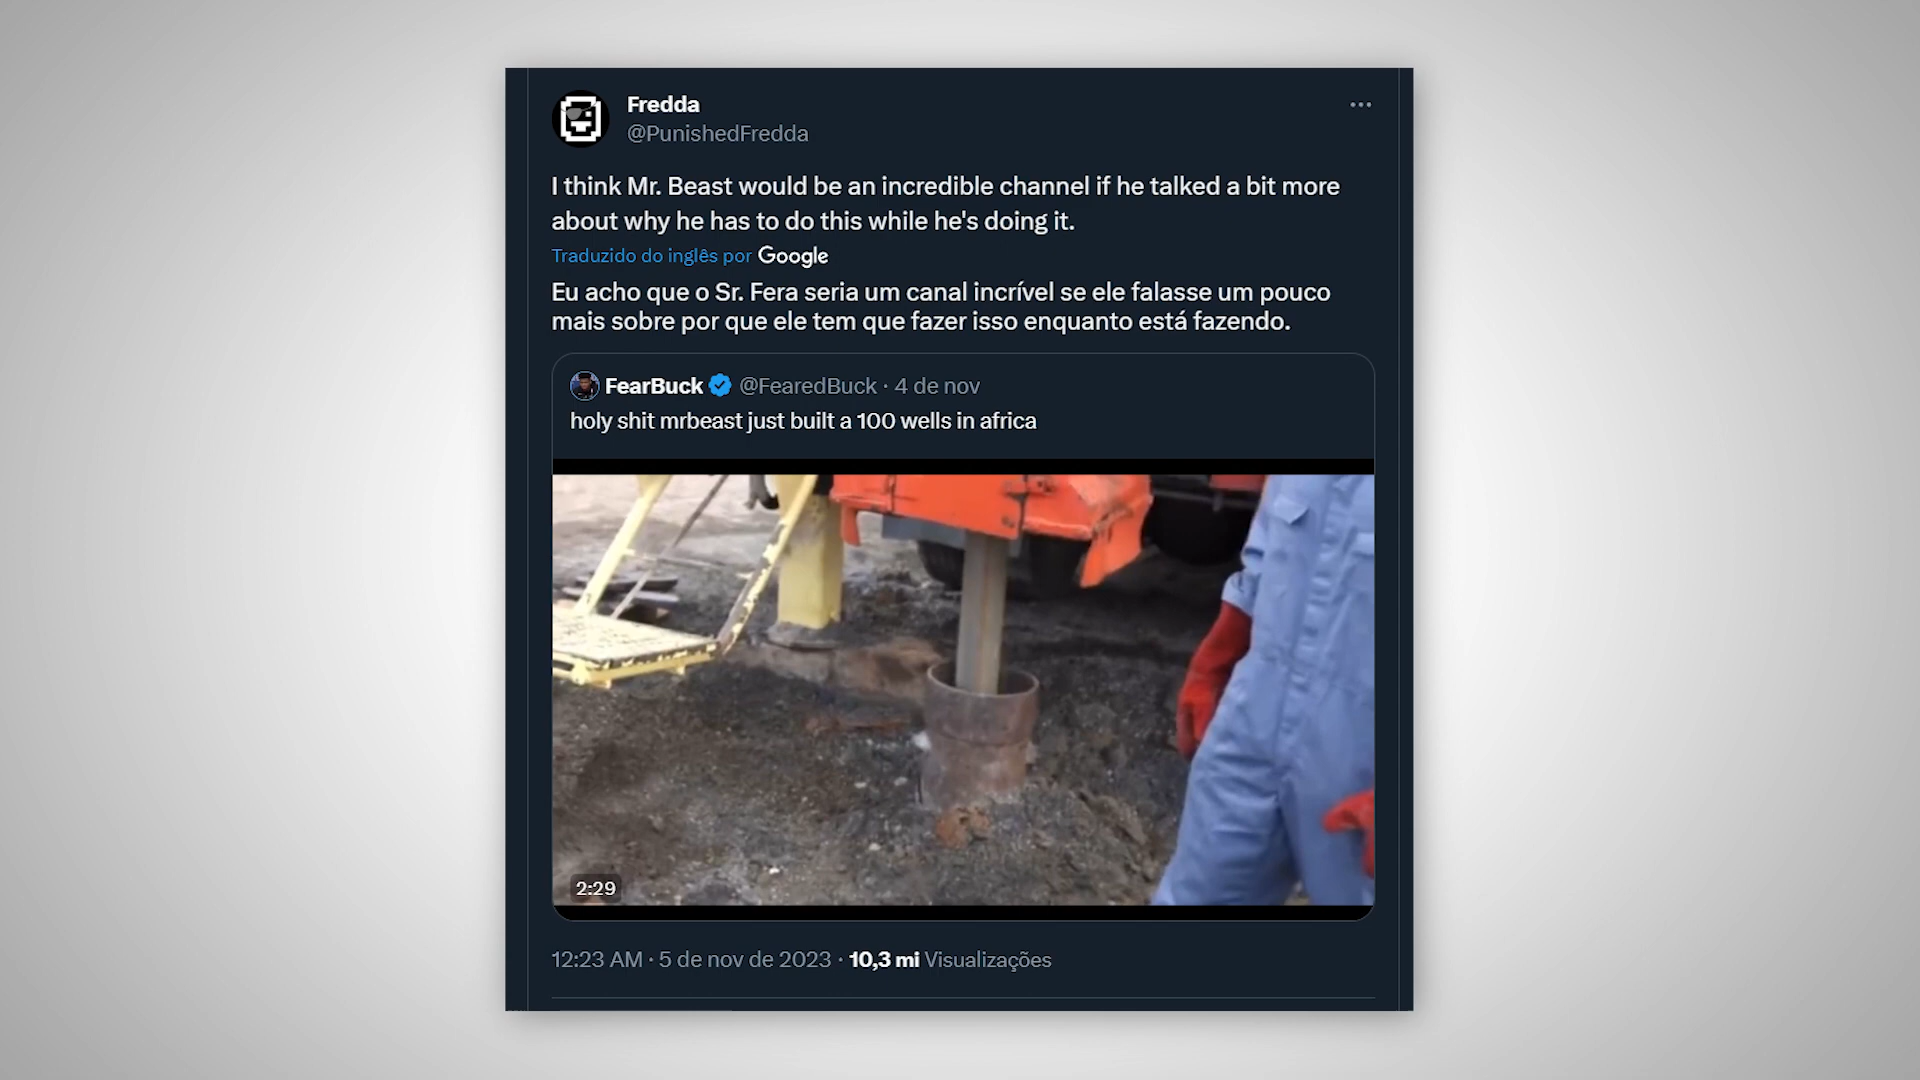 Fredda
@PunishedFredda
I think Mr. Beast would be an incredible channel if he talked a bit more
about why he has to do this while he's doing it.
Traduzido do inglês por Google
Eu acho que o Sr. Fera seria um canal incrível se ele falasse um pouco
mais sobre por que ele tem que fazer isso enquanto está fazendo.
FearBuck @FearedBuck · 4 de nov
holy shit mrbeast just built a 100 wells in africa
2:29
12:23 AM · 5 de nov de 2023 · 10,3 mi Visualizações